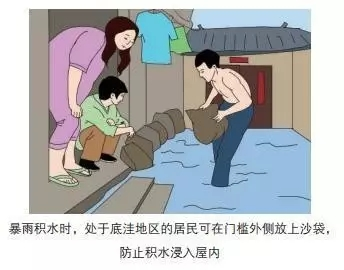 暴雨积水时，处于底洼地区的居民可在门槛外侧放上沙袋，
防止积水浸入屋内